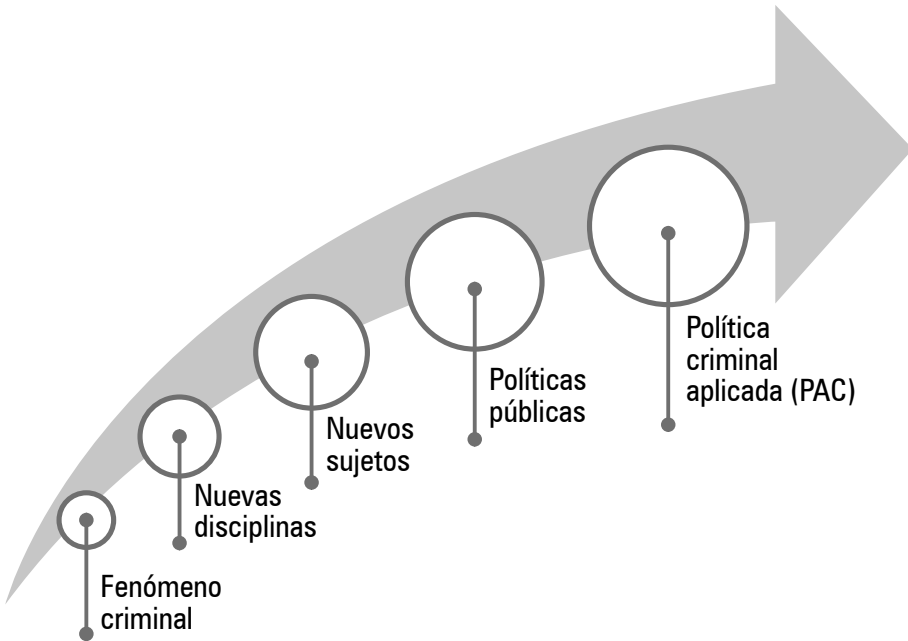 Fenómeno
criminal
Nuevas
disciplinas
Nuevos
sujetos
Políticas
públicas
Política
criminal
aplicada (PAC)